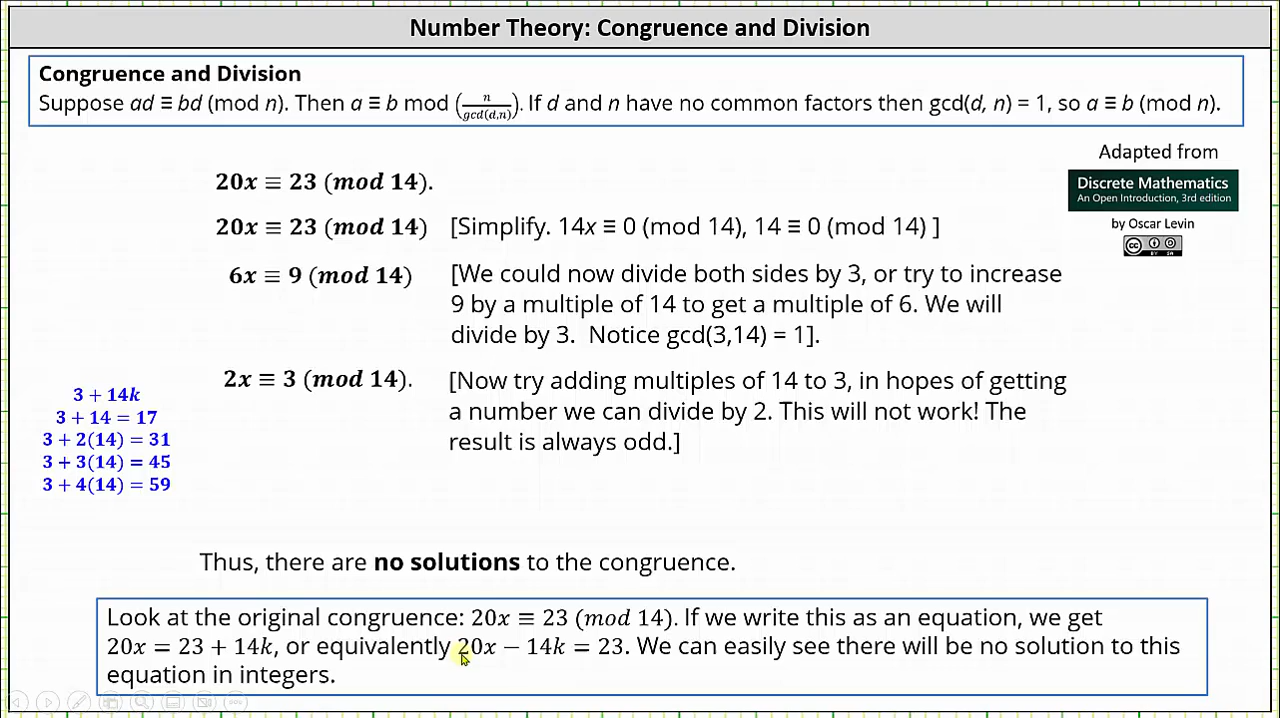 Number Theory: Congruence and Division
Congruence and Division
Suppose ad ≡ bd (mod n). Then a ≡ b mod (n/gcd(d,n)). If d and n have no common factors then gcd(d, n) = 1, so a ≡ b (mod n).
Adapted from
Discrete Mathematics
An Open Introduction, 3rd edition
by Oscar Levin
cc BY SA
20x ≡ 23 (mod 14).
20x ≡ 23 (mod 14) [Simplify. 14x ≡ 0 (mod 14), 14 ≡ 0 (mod 14) ]
6x ≡ 9 (mod 14) [We could now divide both sides by 3, or try to increase
9 by a multiple of 14 to get a multiple of 6. We will
divide by 3. Notice gcd(3,14) = 1].
2x ≡ 3 (mod 14). [Now try adding multiples of 14 to 3, in hopes of getting
a number we can divide by 2. This will not work! The
result is always odd.]
3 + 14k
3 + 14 = 17
3 + 2(14) = 31
3 + 3(14) = 45
3 + 4(14) = 59
Thus, there are no solutions to the congruence.
Look at the original congruence: 20x ≡ 23 (mod 14). If we write this as an equation, we get
20x = 23 + 14k, or equivalently 20x − 14k = 23. We can easily see there will be no solution to this
equation in integers.